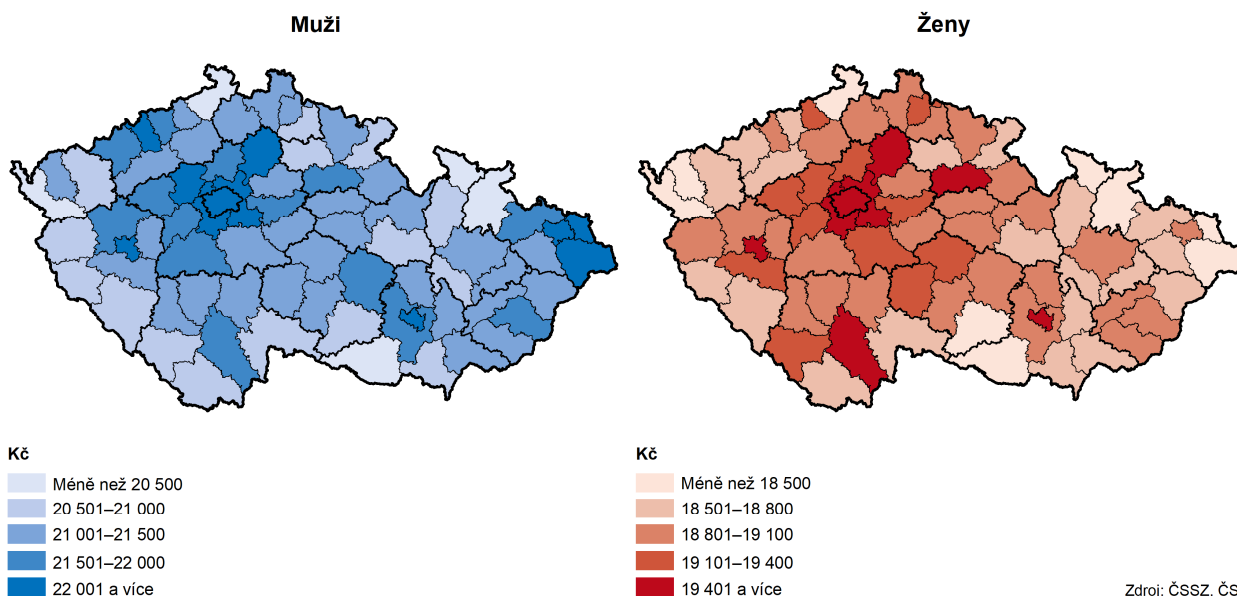 Muži
Ženy
Kč
Méně než 20 500
20 501–21 000
21 001–21 500
21 501–22 000
22 001 a více
Kč
Méně než 18 500
18 501–18 800
18 801–19 100
19 101–19 400
19 401 a více
Zdroj: ČSSZ, ČS